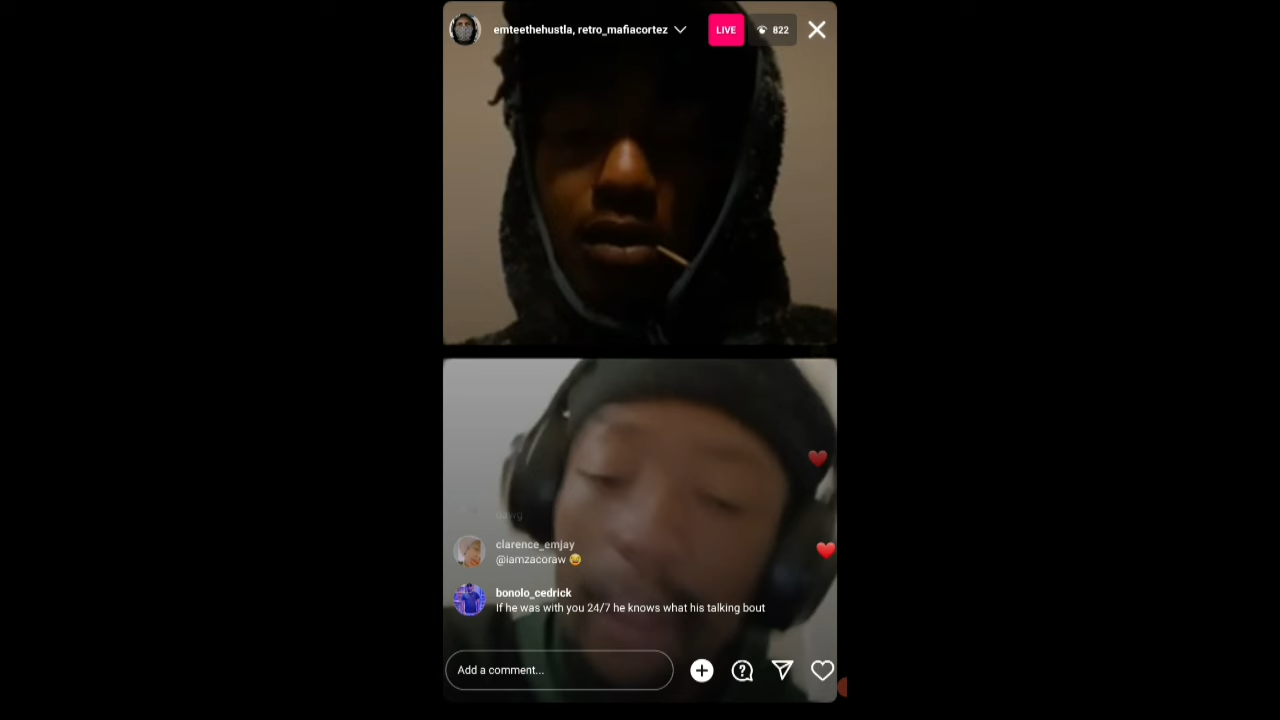 emteethehustla, retro_mafiacortez
LIVE
822
dawg
clarence_emjay
@iamzacoraw 😂
bonolo_cedrick
If he was with you 24/7 he knows what his talking bout
Add a comment...